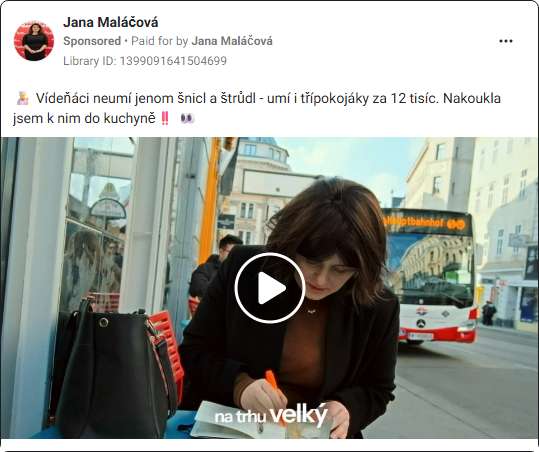 Jana Maláčová
Sponsored • Paid for by Jana Maláčová
Library ID: 1399091641504699
Vídeňáci neumí jenom šnicl a štrůdl - umí i třípokojáky za 12 tisíc. Nakoukla
jsem k nim do kuchyně‼️ 👀
Hauptbahnhof
na trhu velký